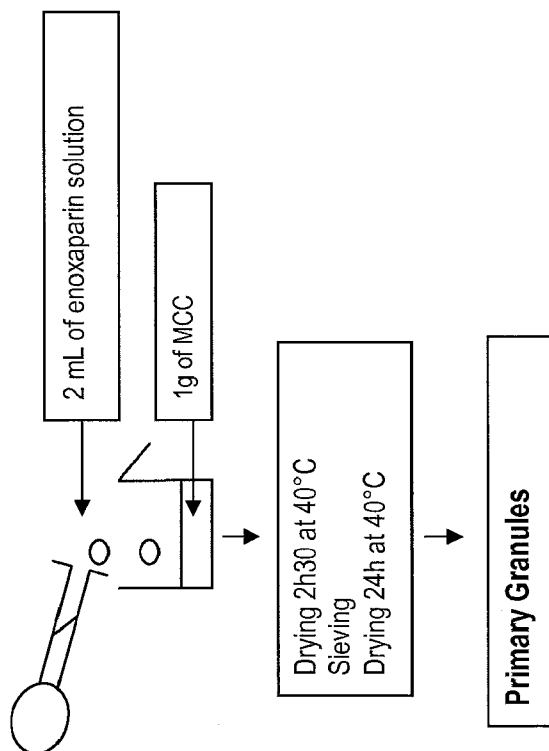 2 mL of enoxaparin solution
1g of MCC
Drying 2h30 at 40°C
Sieving
Drying 24h at 40°C
Primary Granules